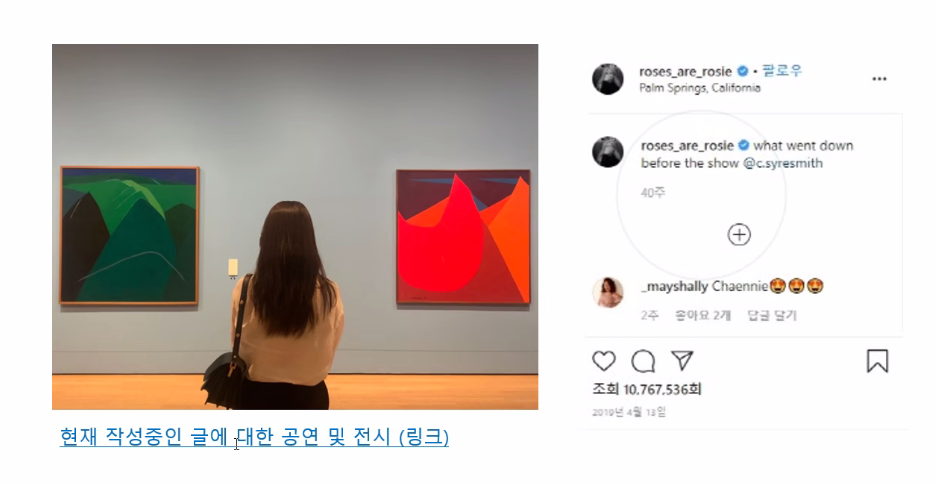 roses_are_rosie • 팔로우
Palm Springs, California
roses_are_rosie what went down
before the show @c.syresmith
40주
_mayshally Chaennie😍😍😍
2주 좋아요 2개 답글 달기
조회 10,767,536회
2019년 4월 13일
현재 작성중인 글에 대한 공연 및 전시 (링크)